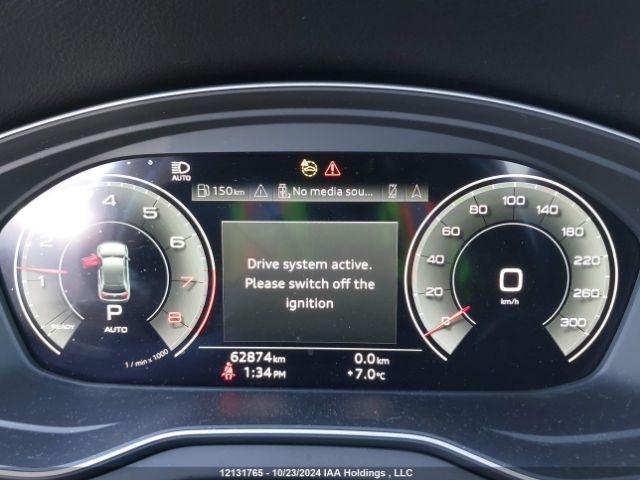 AUTO
150km
No media sou...
1 2 4 5 6 7 8
READY
P
AUTO
1 / min x 1000
Drive system active.
Please switch off the
ignition
0 20 40 60 80 100 140 180 220 260 300
0
km/h
62874km
0.0km
1:34PM
+7.0°C
12131765 - 10/23/2024 IAA Holdings , LLC